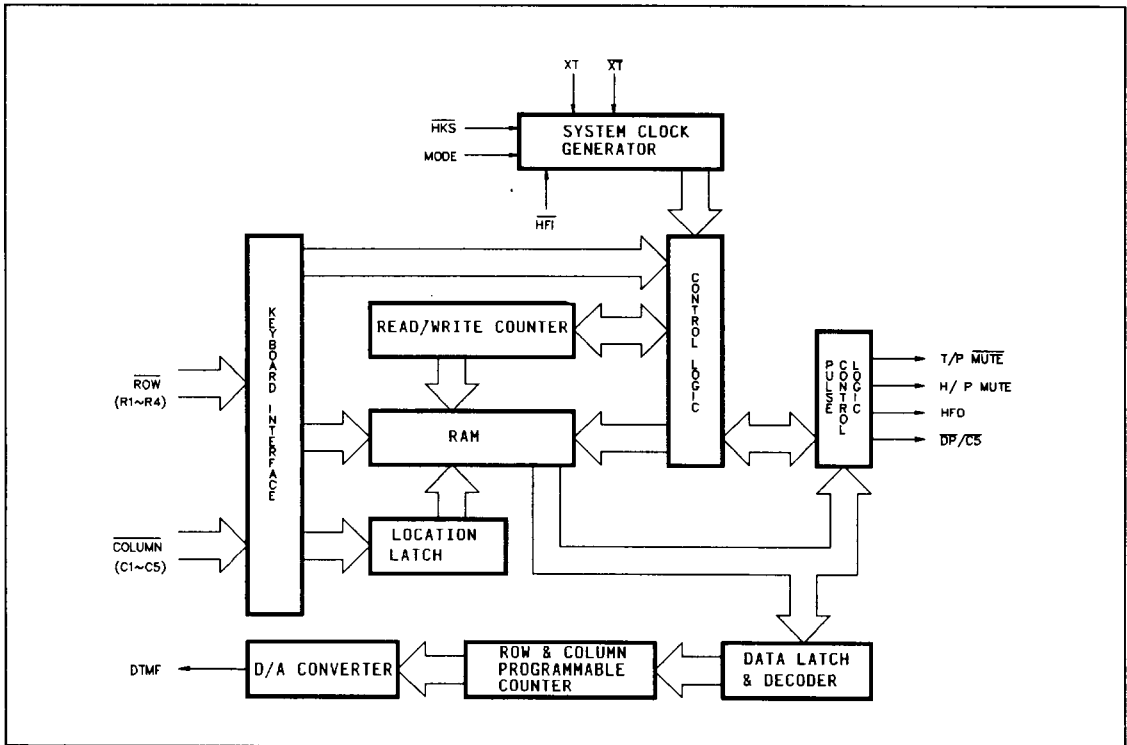 XT XT
HKS
MODE
SYSTEM CLOCK
GENERATOR
HFI
KEYBOARD INTERFACE
CONTROL LOGIC
READ/WRITE COUNTER
ROW
(R1~R4)
RAM
PULSE
CONTROL
LOGIC
T/P MUTE
H/ P MUTE
HFO
DP/C5
COLUMN
(C1~C5)
LOCATION
LATCH
DTMF
D/A CONVERTER
ROW & COLUMN
PROGRAMMABLE
COUNTER
DATA LATCH
& DECODER